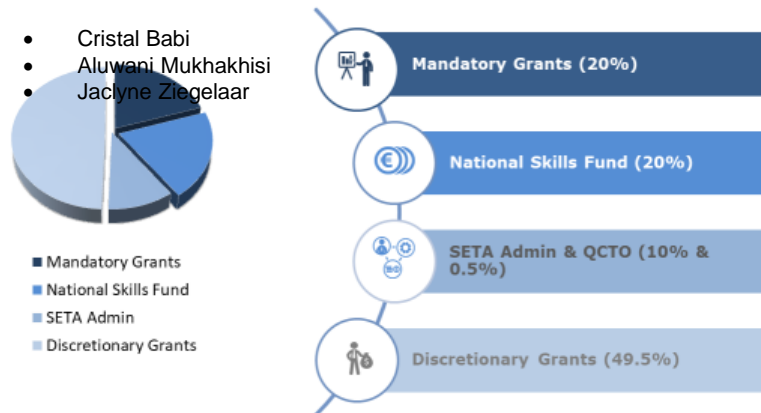 • Cristal Babi
• Aluwani Mukhakhisi
• Jaclyne Ziegelaar
Mandatory Grants
National Skills Fund
SETA Admin
Discretionary Grants
Mandatory Grants (20%)
National Skills Fund (20%)
SETA Admin & QCTO (10% &
0.5%)
Discretionary Grants (49.5%)